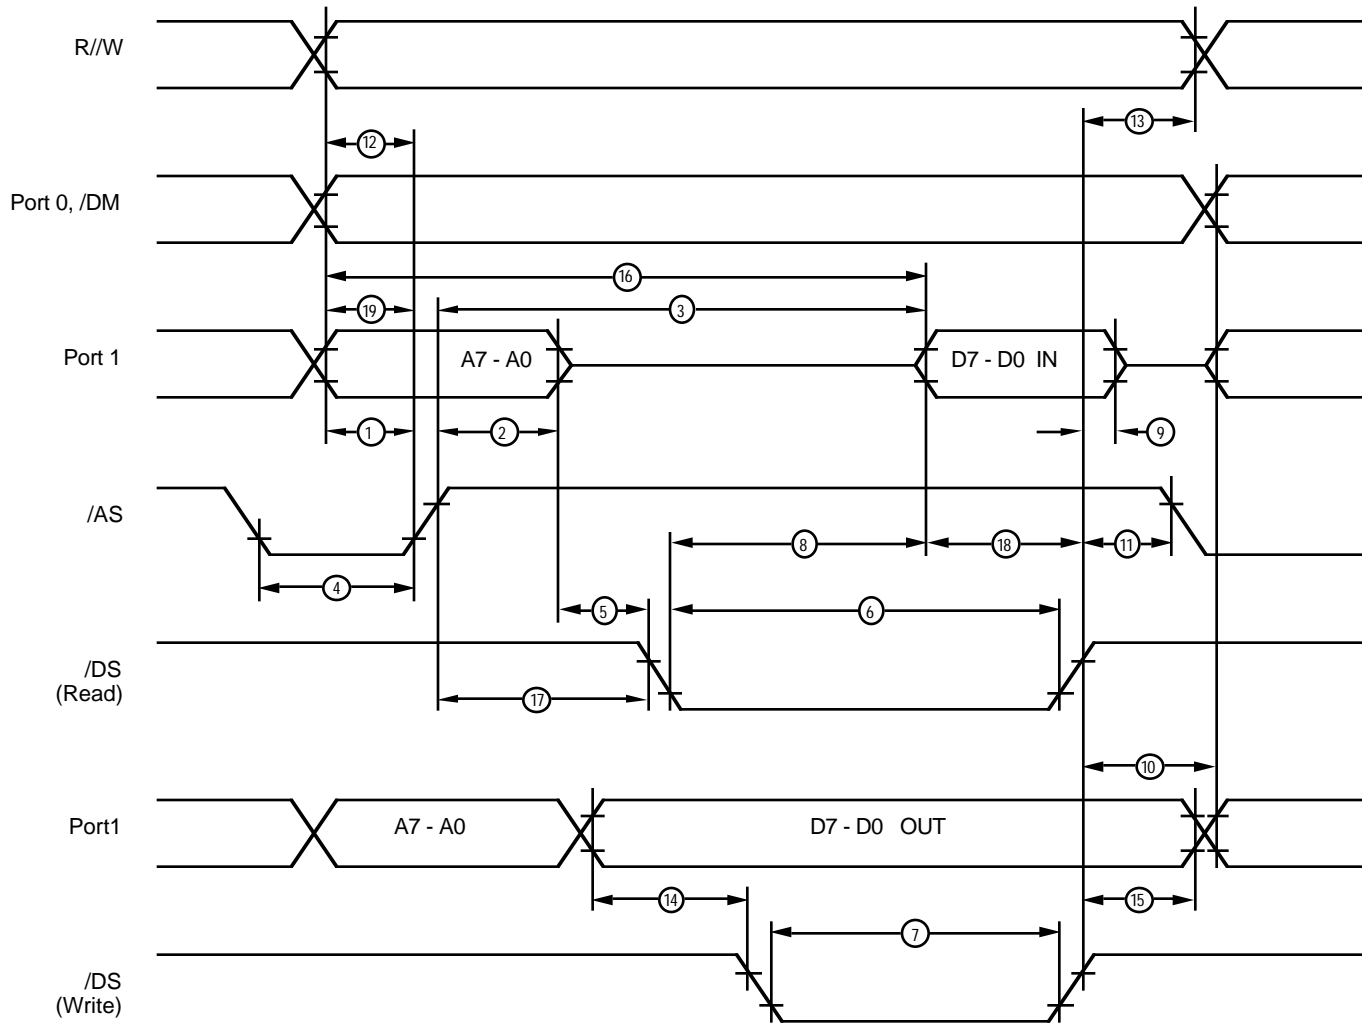 R//W
13
12
Port 0, /DM
16
19
3
Port 1
A7 - A0
D7 - D0 IN
1
2
9
/AS
8
18
11
4
5
6
/DS
(Read)
17
10
Port1
A7 - A0
D7 - D0 OUT
14
15
7
/DS
(Write)